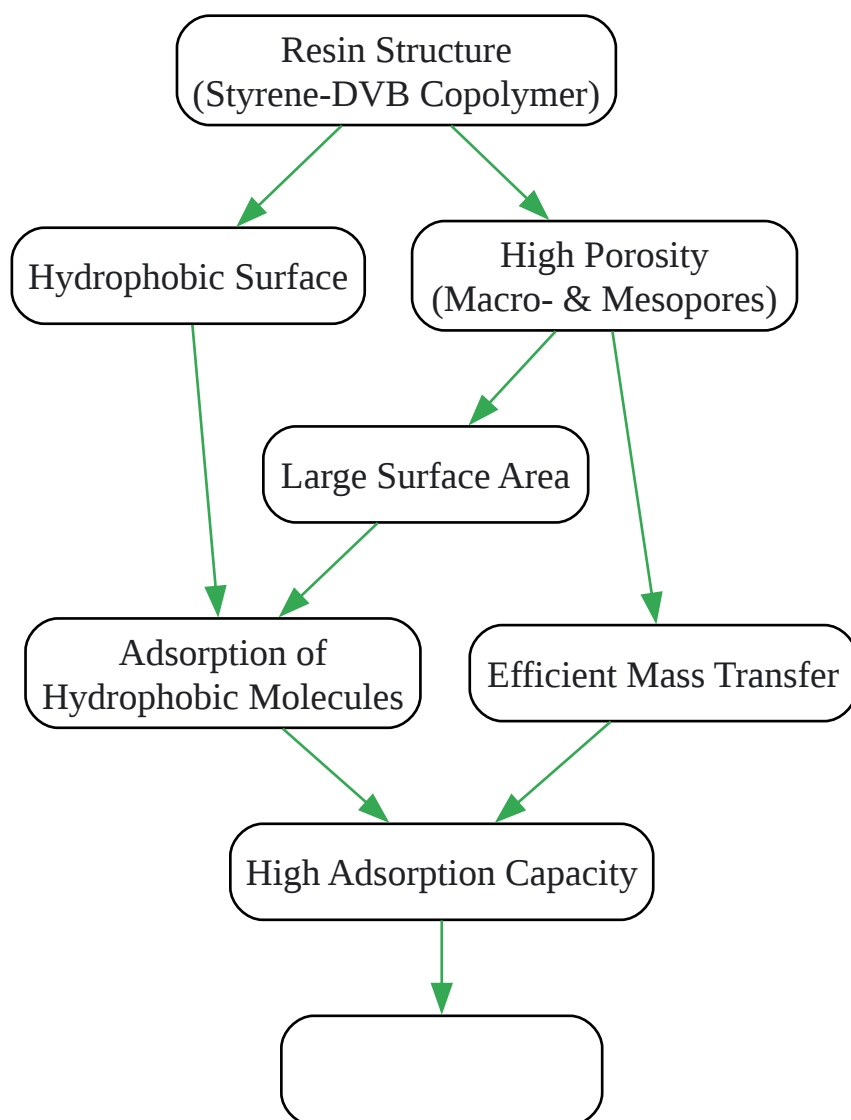 Resin Structure
(Styrene-DVB Copolymer)
Hydrophobic Surface
High Porosity
(Macro- & Mesopores)
Large Surface Area
Adsorption of
Hydrophobic Molecules
Efficient Mass Transfer
High Adsorption Capacity